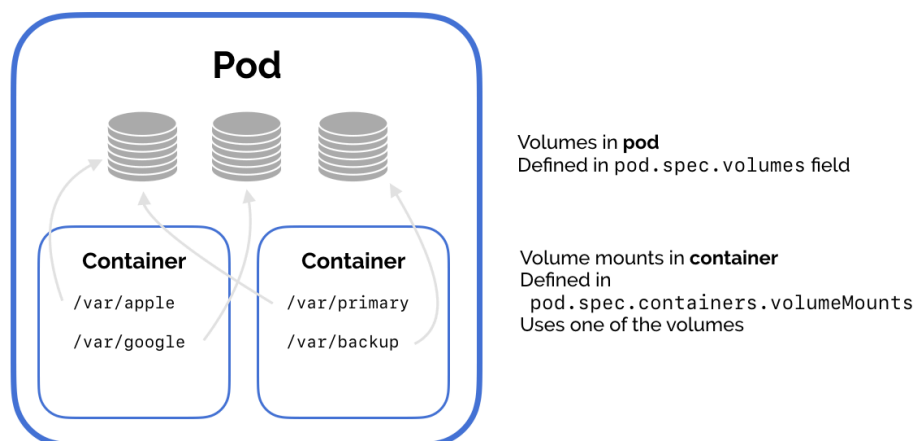 Pod
Volumes in pod
Defined in pod.spec.volumes field
Container
/var/apple
/var/google
Container
/var/primary
/var/backup
Volume mounts in container
Defined in
pod.spec.containers.volumeMounts
Uses one of the volumes